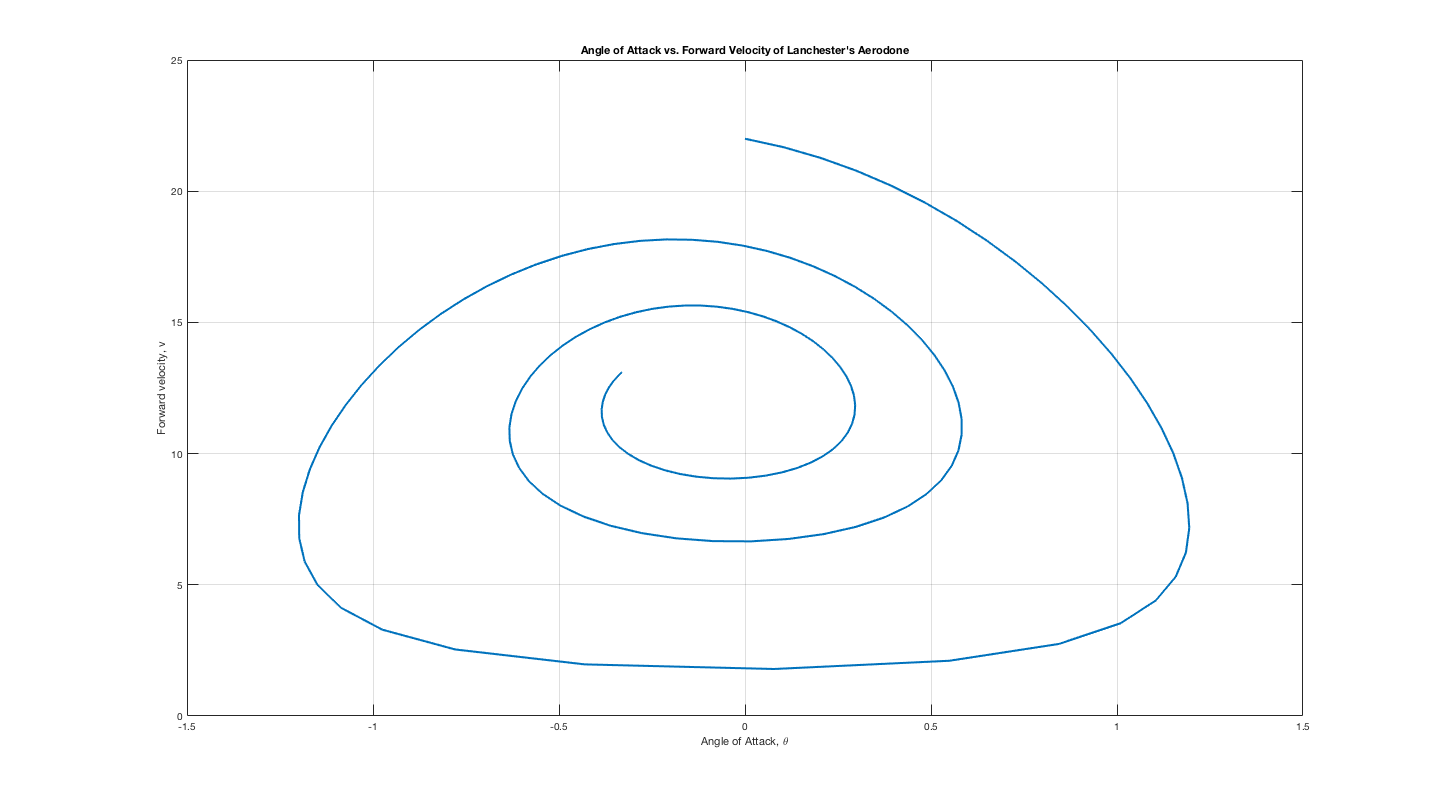 Angle of Attack vs. Forward Velocity of Lanchester's Aerodone
25
20
15
10
5
0
Forward velocity, v
-1.5 -1 -0.5 0 0.5 1 1.5
Angle of Attack, θ